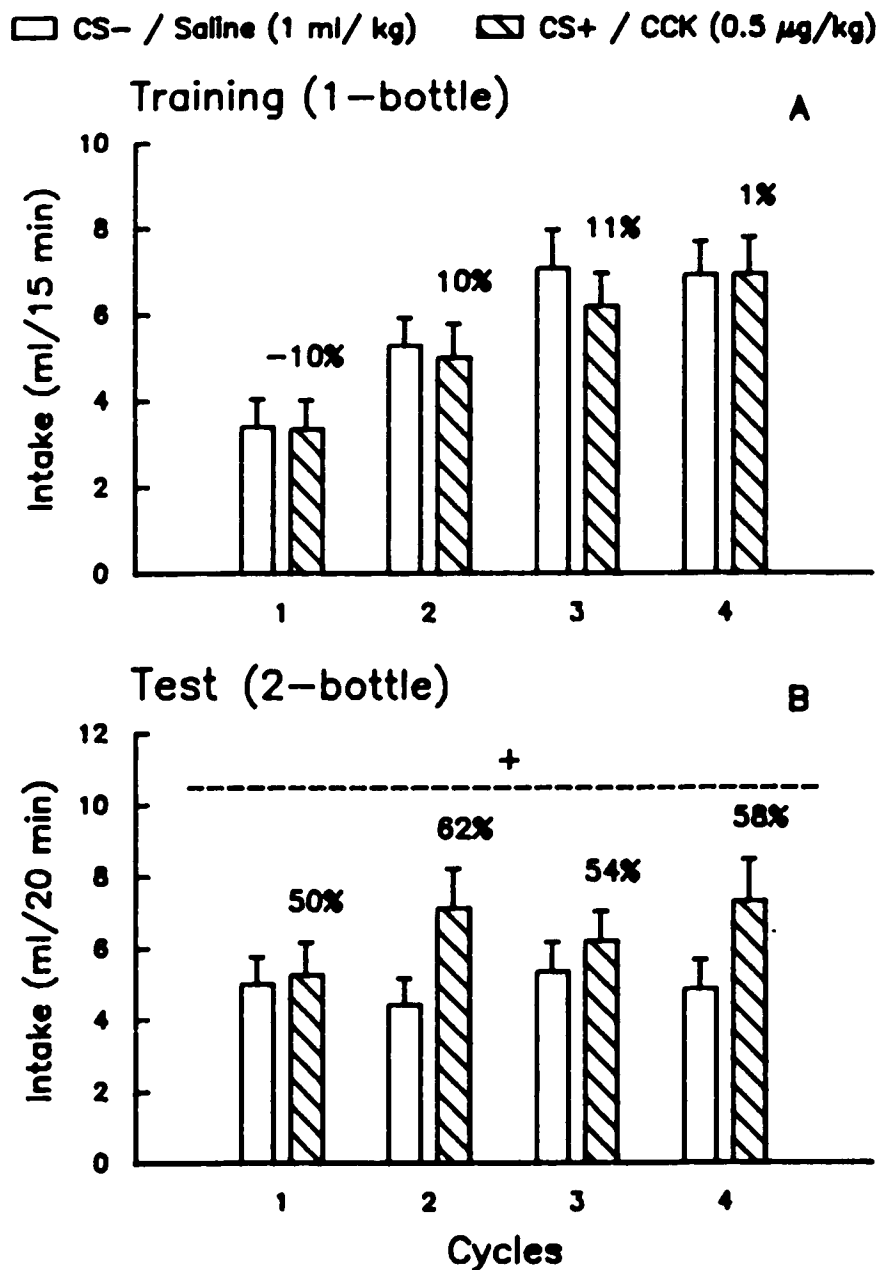 CS- / Saline (1 ml/ kg) CS+ / CCK (0.5 µg/kg)
Training (1-bottle)
A
Intake (ml/15 min)
10
8
6
4
2
0
-10%
10%
11%
1%
1 2 3 4
Test (2-bottle)
B
Intake (ml/20 min)
12
10
8
6
4
2
0
+
50%
62%
54%
58%
1 2 3 4
Cycles